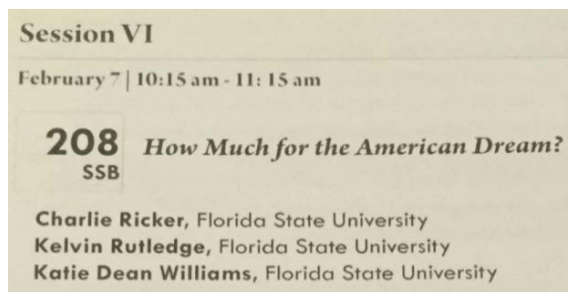 Session VI
February 7 | 10:15 am - 11: 15 am
208 How Much for the American Dream?
SSB
Charlie Ricker, Florida State University
Kelvin Rutledge, Florida State University
Katie Dean Williams, Florida State University